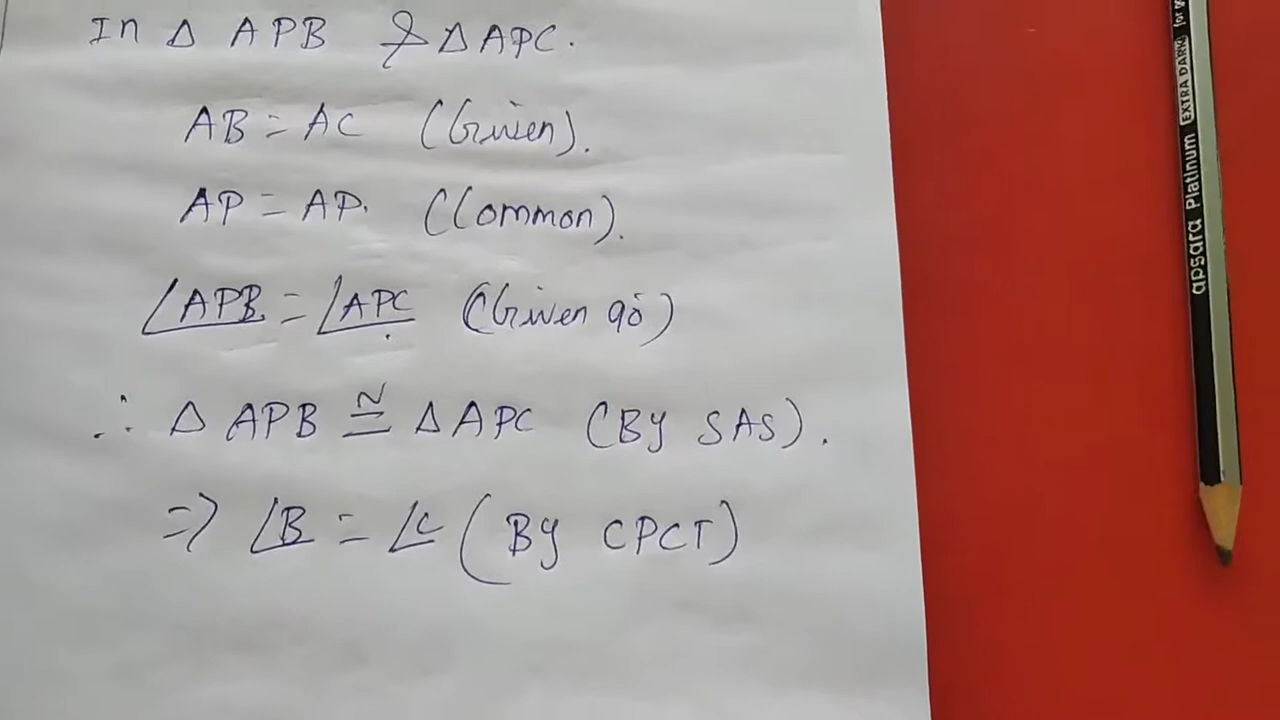 In Δ APB & Δ APC.
AB = AC (Given).
AP = AP. (Common).
∠APB = ∠APC (Given 90°)
∴ Δ APB ≅ Δ APC (By SAS).
⇒ ∠B = ∠C (By CPCT)
apsara Platinum EXTRA DARK